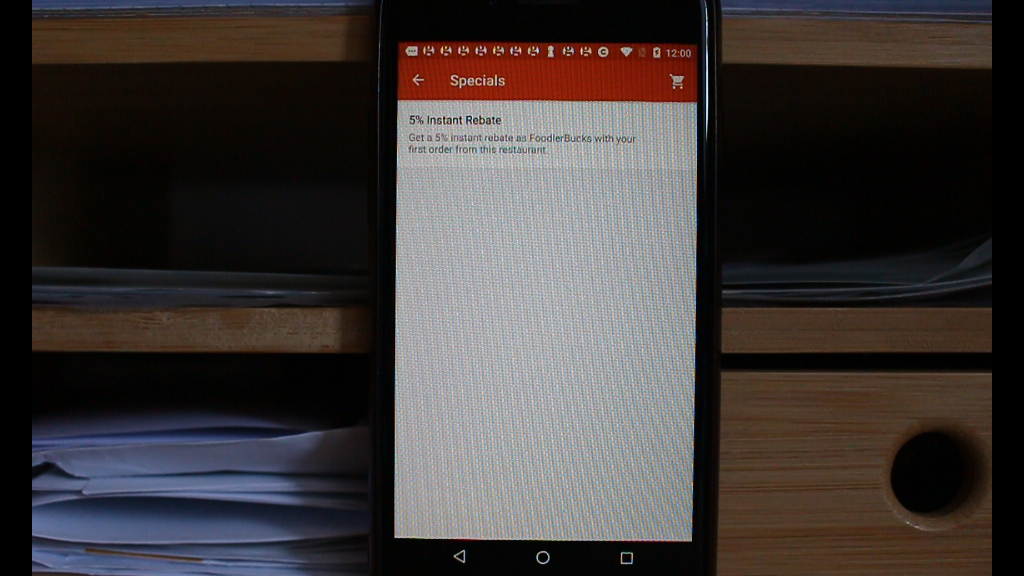 12:00
Specials
5% Instant Rebate
Get a 5% instant rebate as FoodlerBucks with your
first order from this restaurant.